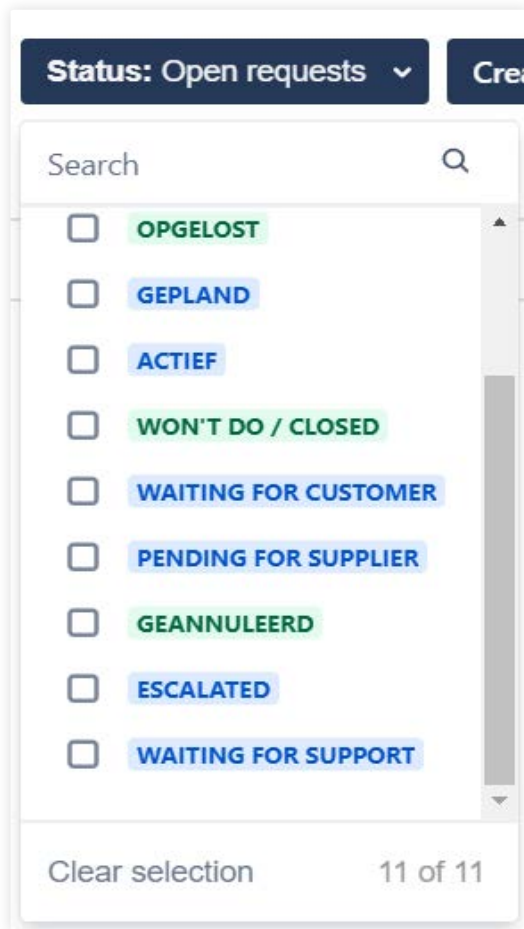 Status: Open requests Crea
Search
OPGELOST
GEPLAND
ACTIEF
WON'T DO / CLOSED
WAITING FOR CUSTOMER
PENDING FOR SUPPLIER
GEANNULEERD
ESCALATED
WAITING FOR SUPPORT
Clear selection 11 of 11